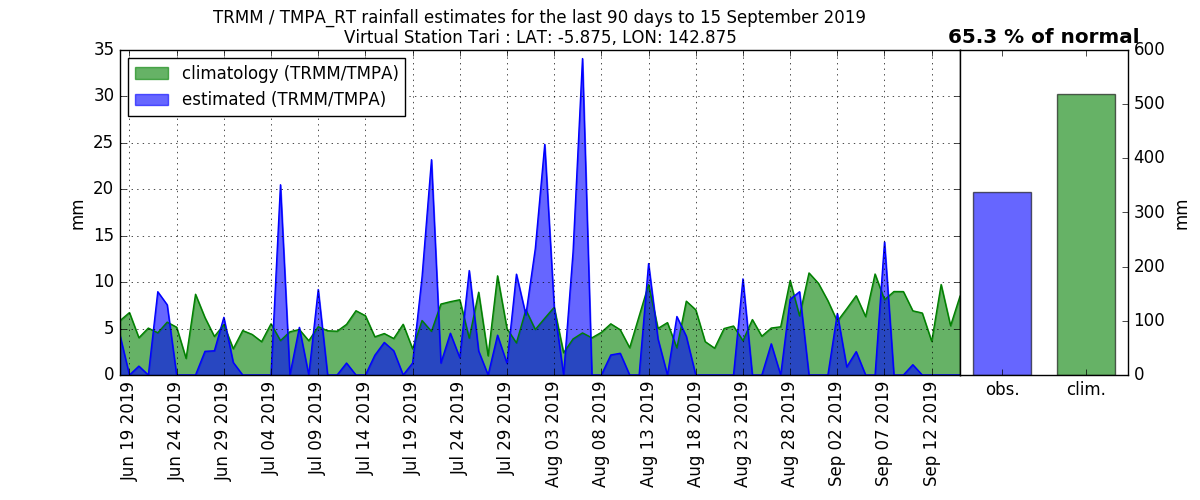 TRMM / TMPA_RT rainfall estimates for the last 90 days to 15 September 2019
Virtual Station Tari : LAT: -5.875, LON: 142.875
65.3 % of normal
climatology (TRMM/TMPA)
estimated (TRMM/TMPA)
35
30
25
20
15
10
5
0
mm
Jun 19 2019
Jun 24 2019
Jun 29 2019
Jul 04 2019
Jul 09 2019
Jul 14 2019
Jul 19 2019
Jul 24 2019
Jul 29 2019
Aug 03 2019
Aug 08 2019
Aug 13 2019
Aug 18 2019
Aug 23 2019
Aug 28 2019
Sep 02 2019
Sep 07 2019
Sep 12 2019
600
500
400
300
200
100
0
mm
obs.
clim.